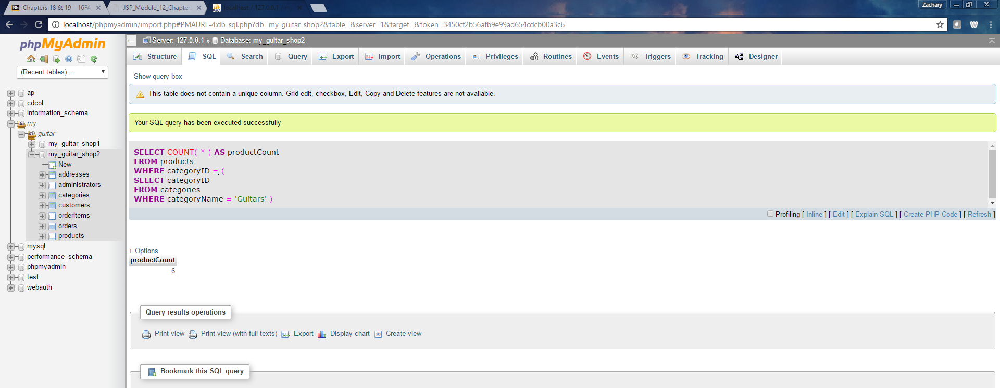 Chapters 18 & 19 – 16FA
JSP_Module_12_Chapters
localhost / 127.0.0.1 / m
Zachary
localhost/phpmyadmin/import.php#PMAURL-4:db_sql.php?db=my_guitar_shop2&table=&server=1&target=&token=3450cf2b56afb9e99ad654cdcb00a3c6
phpMyAdmin
(Recent tables) ...
ap
cdcol
information_schema
my
guitar
my_guitar_shop1
my_guitar_shop2
New
addresses
administrators
categories
customers
orderitems
orders
products
mysql
performance_schema
phpmyadmin
test
webauth
Server: 127.0.0.1 » Database: my_guitar_shop2
Structure SQL Search Query Export Import Operations Privileges Routines Events Triggers Tracking Designer
Show query box
This table does not contain a unique column. Grid edit, checkbox, Edit, Copy and Delete features are not available.
Your SQL query has been executed successfully
SELECT COUNT( * ) AS productCount
FROM products
WHERE categoryID = (
SELECT categoryID
FROM categories
WHERE categoryName = 'Guitars' )
Profiling [ Inline ] [ Edit ] [ Explain SQL ] [ Create PHP Code ] [ Refresh ]
+ Options
productCount
6
Query results operations
Print view Print view (with full texts) Export Display chart Create view
Bookmark this SQL query